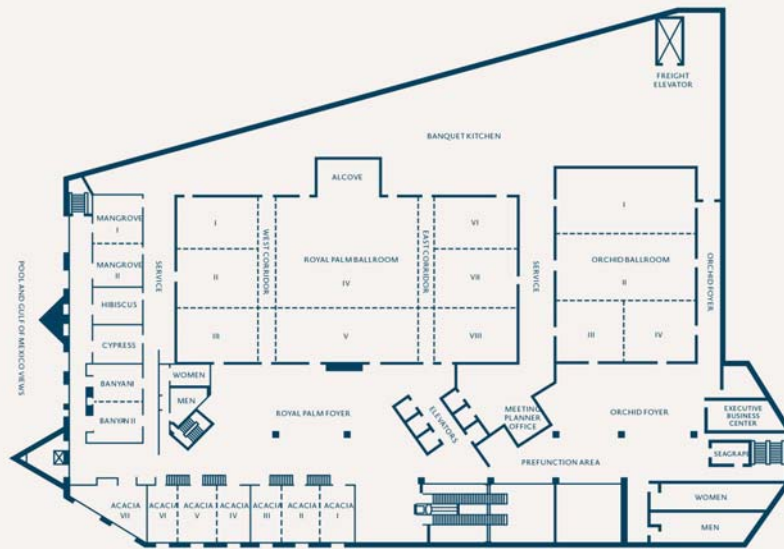 FREIGHT
ELEVATOR
BANQUET KITCHEN
ALCOVE
MANGROVE
I
MANGROVE
II
HIBISCUS
CYPRESS
BANYAN I
BANYAN II
POOL AND GULF OF MEXICO VIEWS
SERVICE
I
II
III
WEST CORRIDOR
ROYAL PALM BALLROOM
IV
V
EAST CORRIDOR
VI
VII
VIII
SERVICE
I
ORCHID BALLROOM
II
III
IV
ORCHID FOYER
WOMEN
MEN
ROYAL PALM FOYER
ELEVATORS
MEETING
PLANNER
OFFICE
ORCHID FOYER
EXECUTIVE
BUSINESS
CENTER
SEAGRAPE
PREFUNCTION AREA
ACACIA
VII
ACACIA
VI
ACACIA
V
ACACIA
IV
ACACIA
III
ACACIA
II
ACACIA
I
WOMEN
MEN